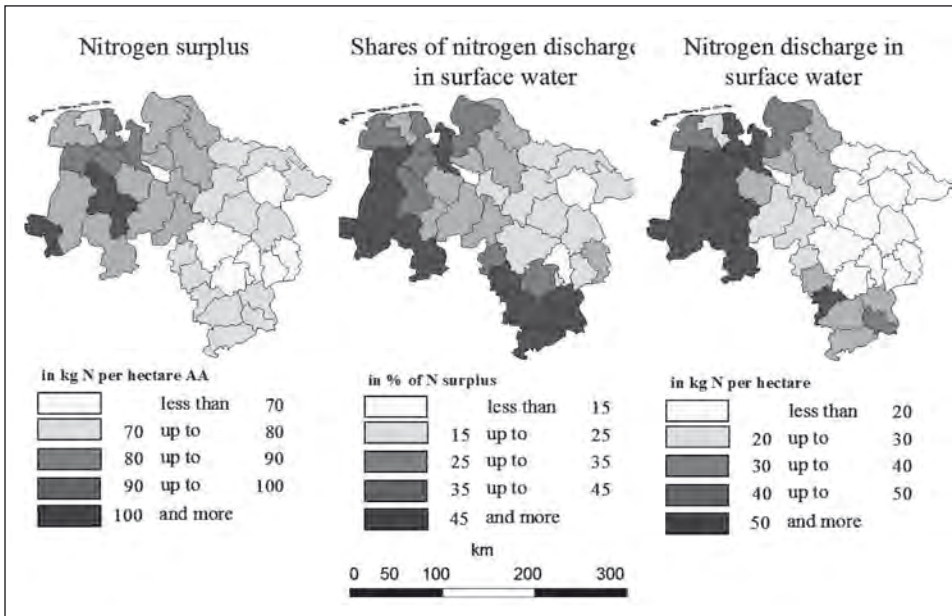 Nitrogen surplus
Shares of nitrogen discharge
in surface water
Nitrogen discharge in
surface water
in kg N per hectare AA
less than 70
70 up to 80
80 up to 90
90 up to 100
100 and more
in % of N surplus
less than 15
15 up to 25
25 up to 35
35 up to 45
45 and more
in kg N per hectare
less than 20
20 up to 30
30 up to 40
40 up to 50
50 and more
km
0 50 100 200 300